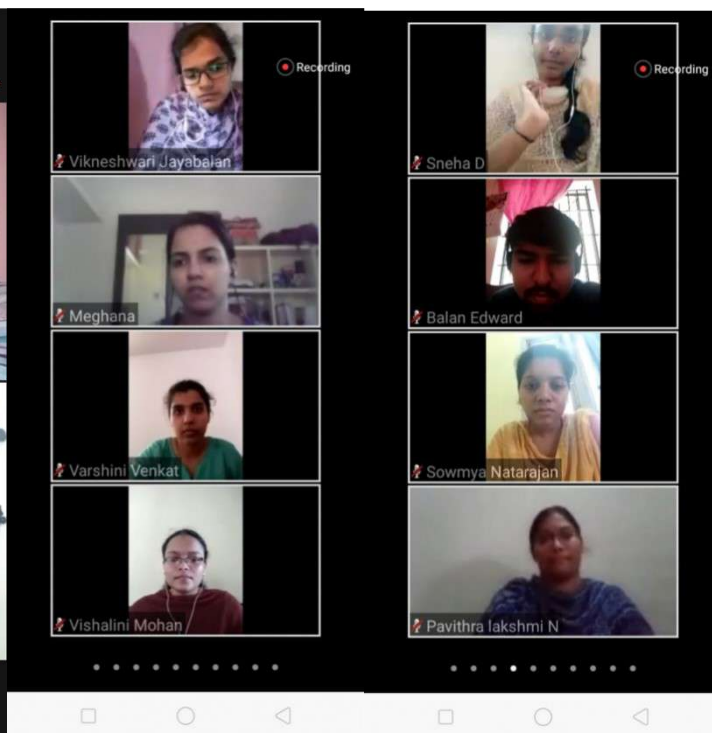 Recording
Vikneshwari Jayabalan
Meghana
Varshini Venkat
Vishalini Mohan
Recording
Sneha D
Balan Edward
Sowmya Natarajan
Pavithra lakshmi N